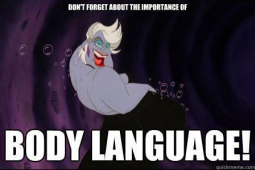 DON'T FORGET ABOUT THE IMPORTANCE OF
BODY LANGUAGE!
quickmeme.com